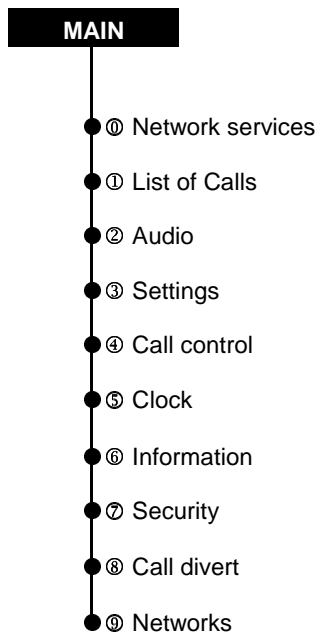 MAIN
⓪ Network services
① List of Calls
② Audio
③ Settings
④ Call control
⑤ Clock
⑥ Information
⑦ Security
⑧ Call divert
⑨ Networks